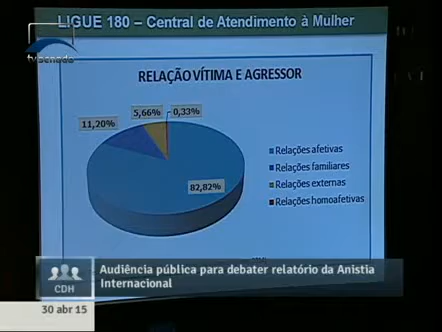 LIGUE 180 – Central de Atendimento à Mulher
tv senado
RELAÇÃO VÍTIMA E AGRESSOR
5,66%
0,33%
11,20%
82,82%
Relações afetivas
Relações familiares
Relações externas
Relações homoafetivas
CDH
Audiência pública para debater relatório da Anistia
Internacional
30 abr 15